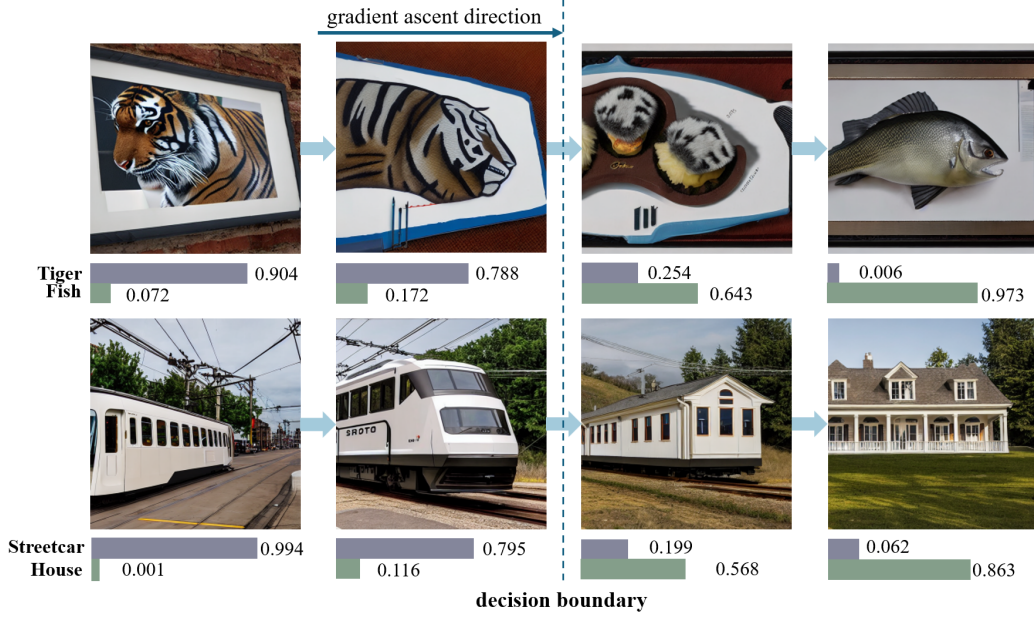 gradient ascent direction
Tiger 0.904 0.788 0.254 0.006
Fish 0.072 0.172 0.643 0.973
SROTO
Streetcar 0.994 0.795 0.199 0.062
House 0.001 0.116 0.568 0.863
decision boundary